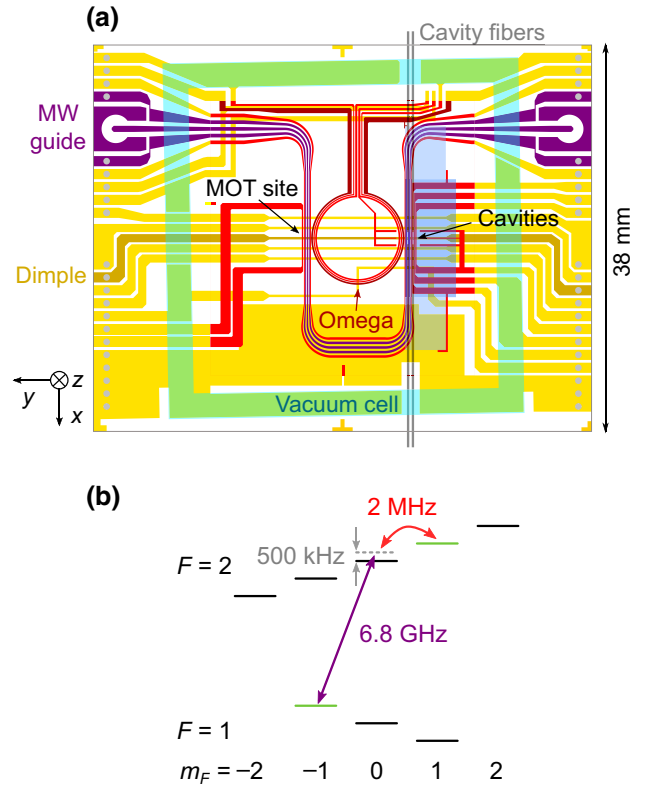 (a)
Cavity fibers
MW
guide
MOT site
Cavities
Dimple
Omega
38 mm
Vacuum cell
z
y
x
(b)
2 MHz
500 kHz
F = 2
6.8 GHz
F = 1
m_F = −2 −1 0 1 2